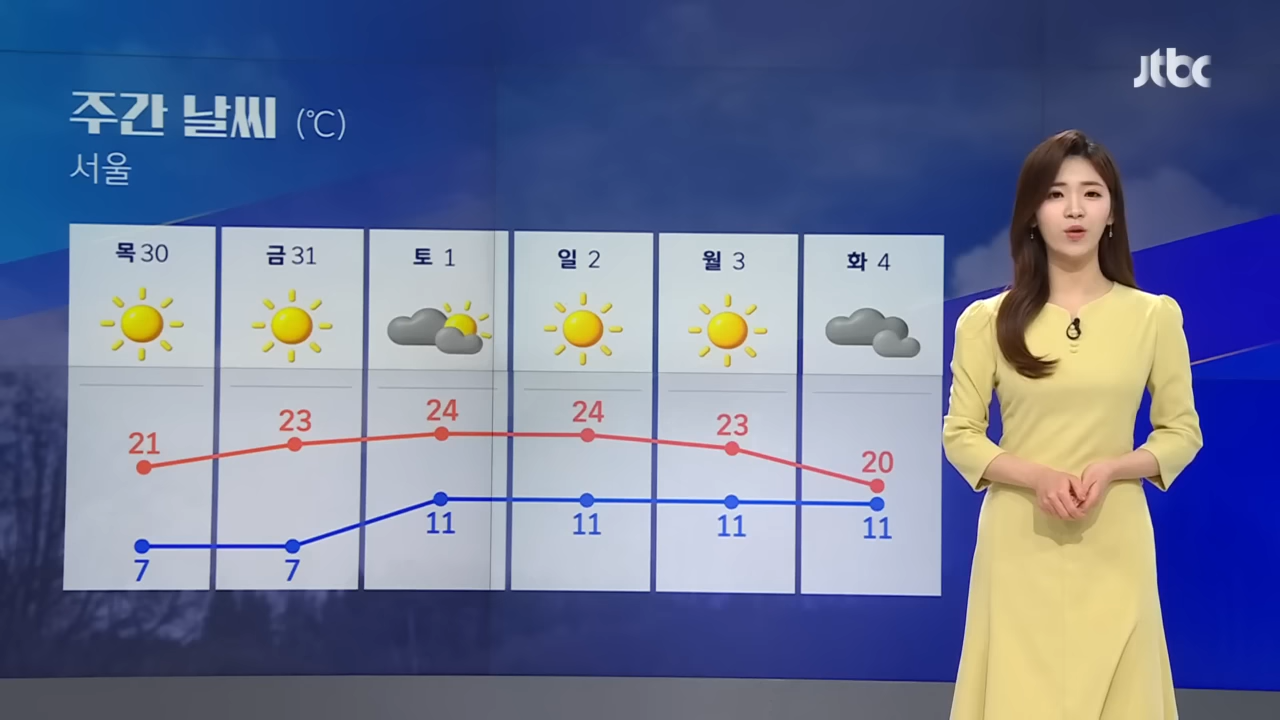 jtbc
주간 날씨 (℃)
서울
목 30 금 31 토 1 일 2 월 3 화 4
21 23 24 24 23 20
7 7 11 11 11 11